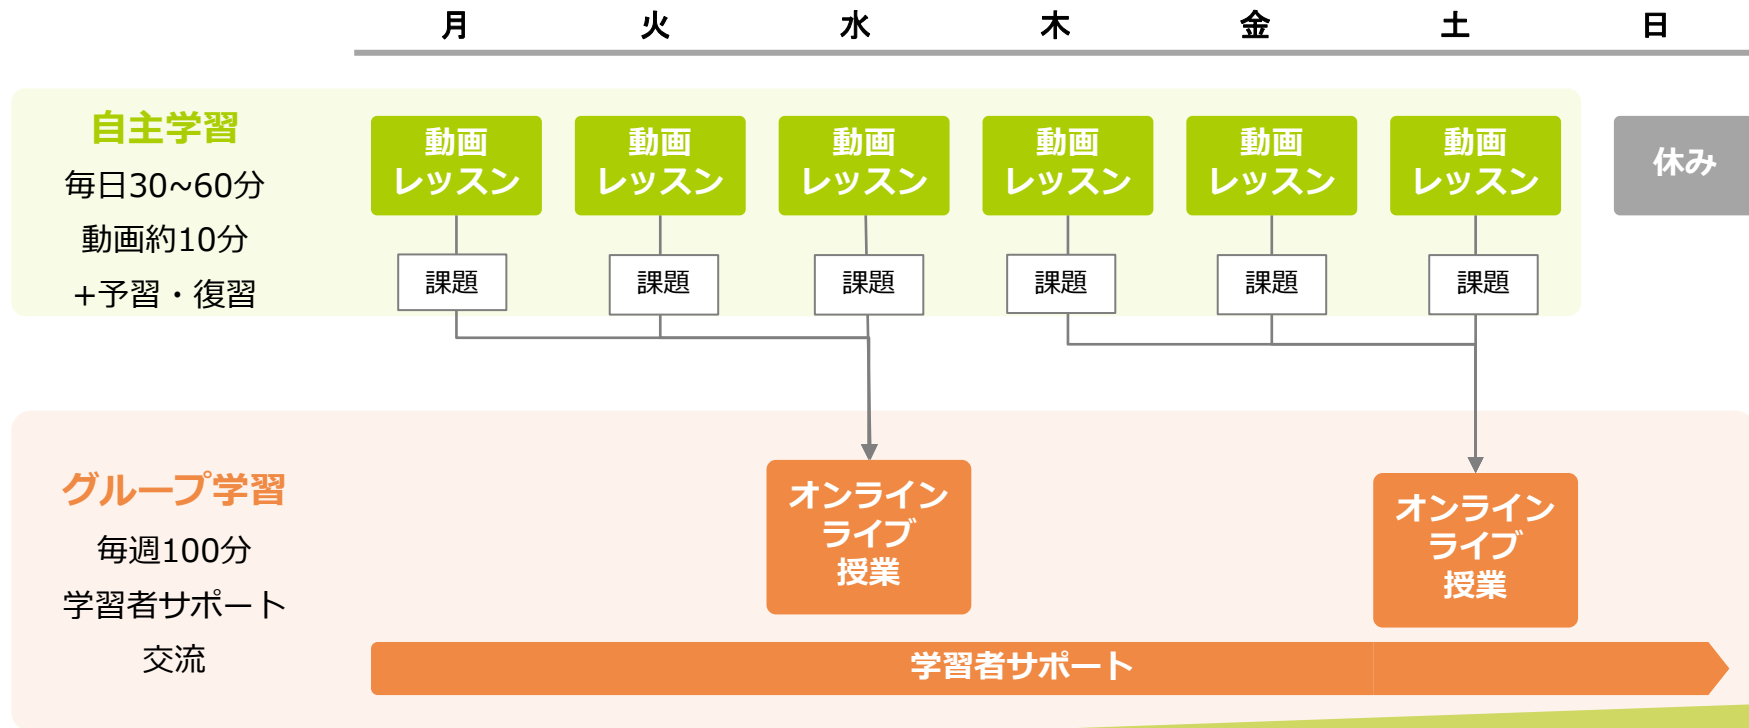 月 火 水 木 金 土 日
自主学習
毎日30~60分
動画約10分
+予習・復習
動画
レッスン
動画
レッスン
動画
レッスン
動画
レッスン
動画
レッスン
動画
レッスン
休み
課題
課題
課題
課題
課題
課題
グループ学習
毎週100分
学習者サポート
交流
オンライン
ライブ
授業
オンライン
ライブ
授業
学習者サポート